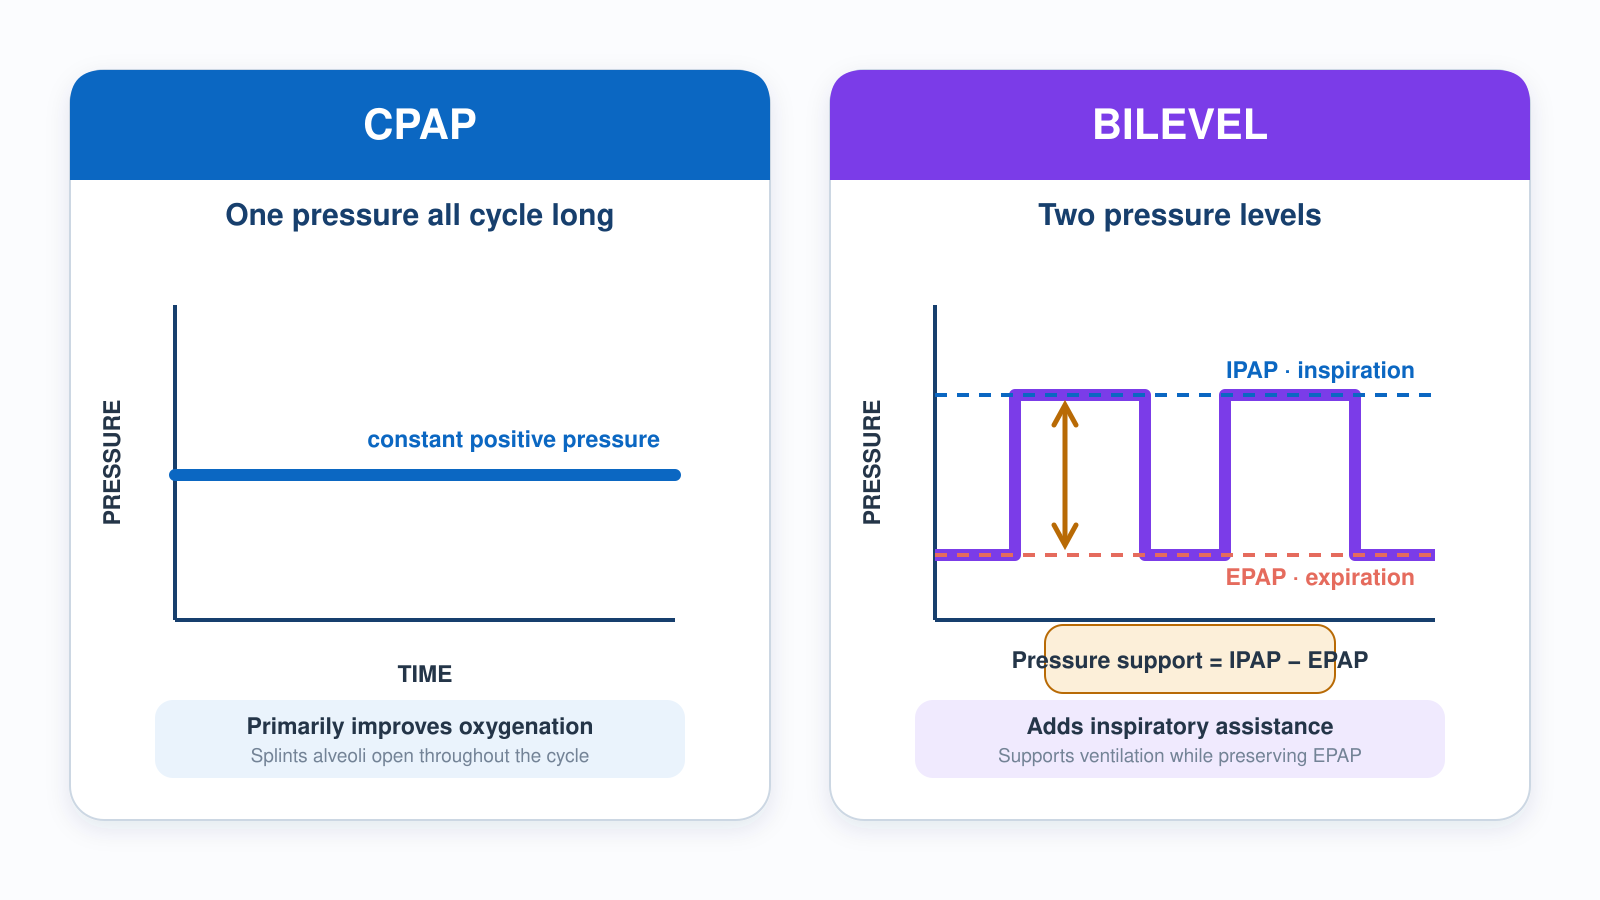 CPAP
One pressure all cycle long
PRESSURE
constant positive pressure
TIME
Primarily improves oxygenation
Splints alveoli open throughout the cycle
BILEVEL
Two pressure levels
PRESSURE
IPAP · inspiration
EPAP · expiration
Pressure support = IPAP – EPAP
Adds inspiratory assistance
Supports ventilation while preserving EPAP